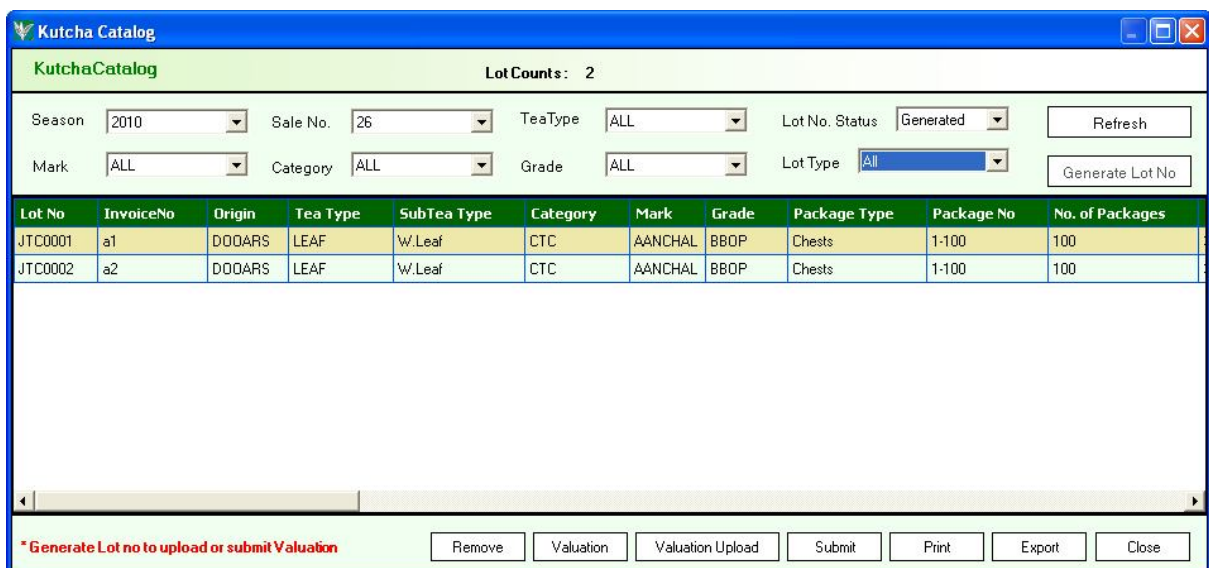 Kutcha Catalog
KutchaCatalog Lot Counts: 2
Season 2010 Sale No. 26 TeaType ALL Lot No. Status Generated Refresh
Mark ALL Category ALL Grade ALL Lot Type All Generate Lot No
Lot No InvoiceNo Origin Tea Type SubTea Type Category Mark Grade Package Type Package No No. of Packages
JTC0001 a1 DOOARS LEAF W.Leaf CTC AANCHAL BBOP Chests 1-100 100
JTC0002 a2 DOOARS LEAF W.Leaf CTC AANCHAL BBOP Chests 1-100 100
*Generate Lot no to upload or submit Valuation Remove Valuation Valuation Upload Submit Print Export Close